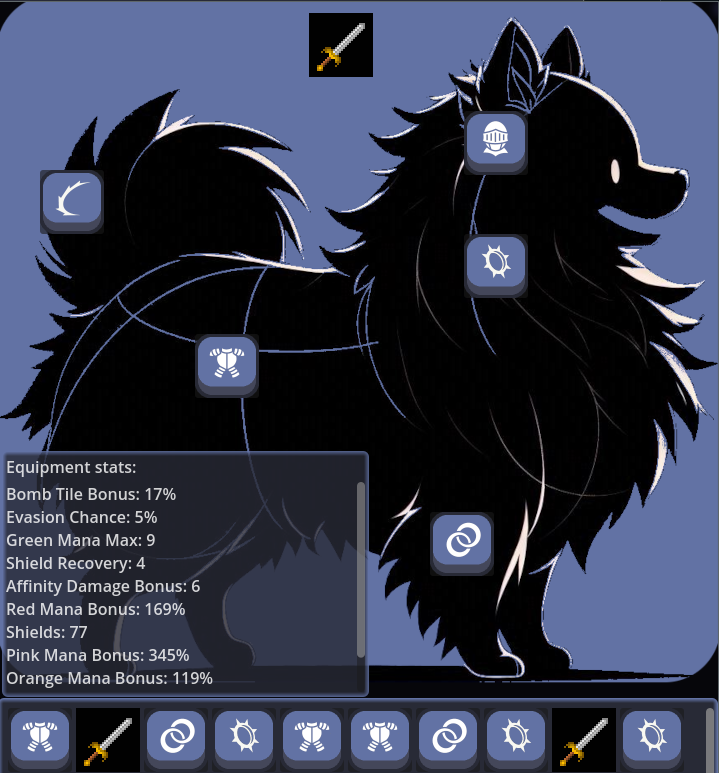 Equipment stats:
Bomb Tile Bonus: 17%
Evasion Chance: 5%
Green Mana Max: 9
Shield Recovery: 4
Affinity Damage Bonus: 6
Red Mana Bonus: 169%
Shields: 77
Pink Mana Bonus: 345%
Orange Mana Bonus: 119%